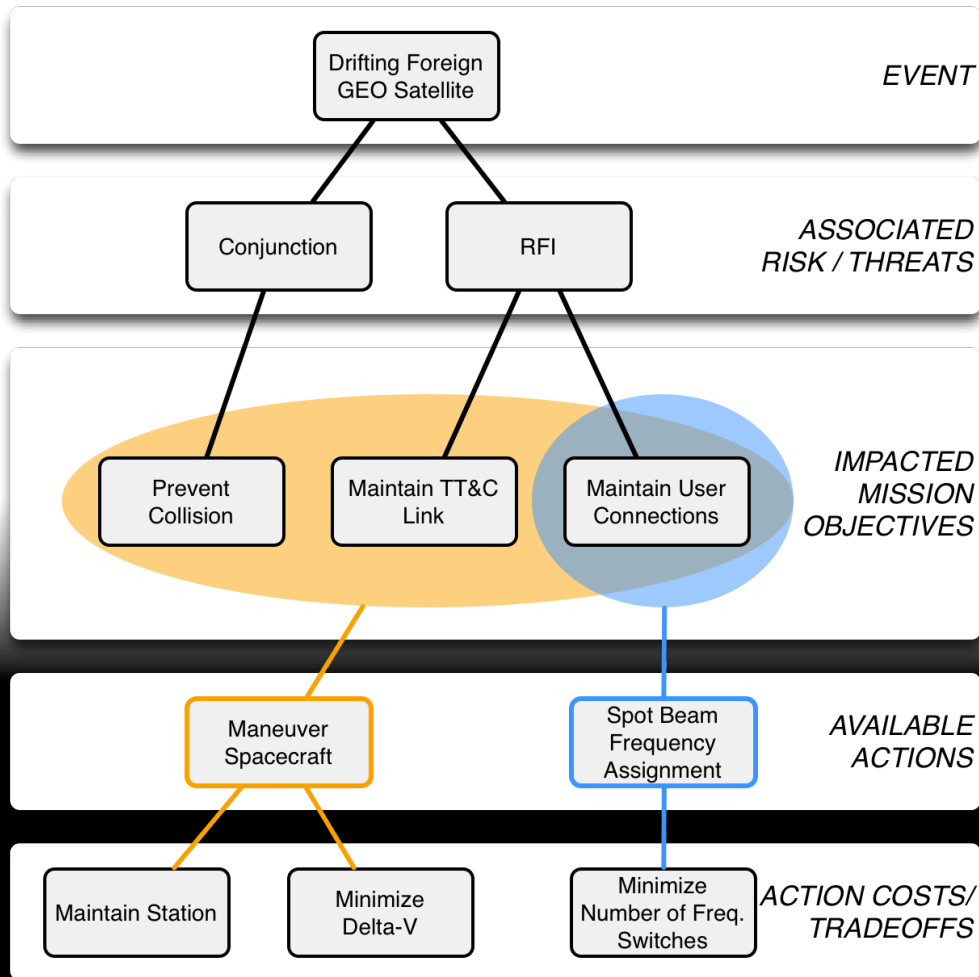 Drifting Foreign
GEO Satellite
EVENT
Conjunction
RFI
ASSOCIATED
RISK / THREATS
Prevent
Collision
Maintain TT&C
Link
Maintain User
Connections
IMPACTED
MISSION
OBJECTIVES
Maneuver
Spacecraft
Spot Beam
Frequency
Assignment
AVAILABLE
ACTIONS
Maintain Station
Minimize
Delta-V
Minimize
Number of Freq.
Switches
ACTION COSTS/
TRADEOFFS